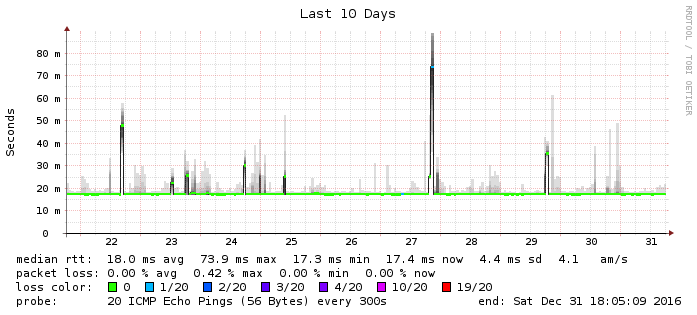 Last 10 Days
RRDTOOL / TOBI OETIKER
Seconds
80 m
70 m
60 m
50 m
40 m
30 m
20 m
10 m
0
22 23 24 25 26 27 28 29 30 31
median rtt: 18.0 ms avg 73.9 ms max 17.3 ms min 17.4 ms now 4.4 ms sd 4.1 am/s
packet loss: 0.00 % avg 0.42 % max 0.00 % min 0.00 % now
loss color: 0 1/20 2/20 3/20 4/20 10/20 19/20
probe: 20 ICMP Echo Pings (56 Bytes) every 300s end: Sat Dec 31 18:05:09 2016